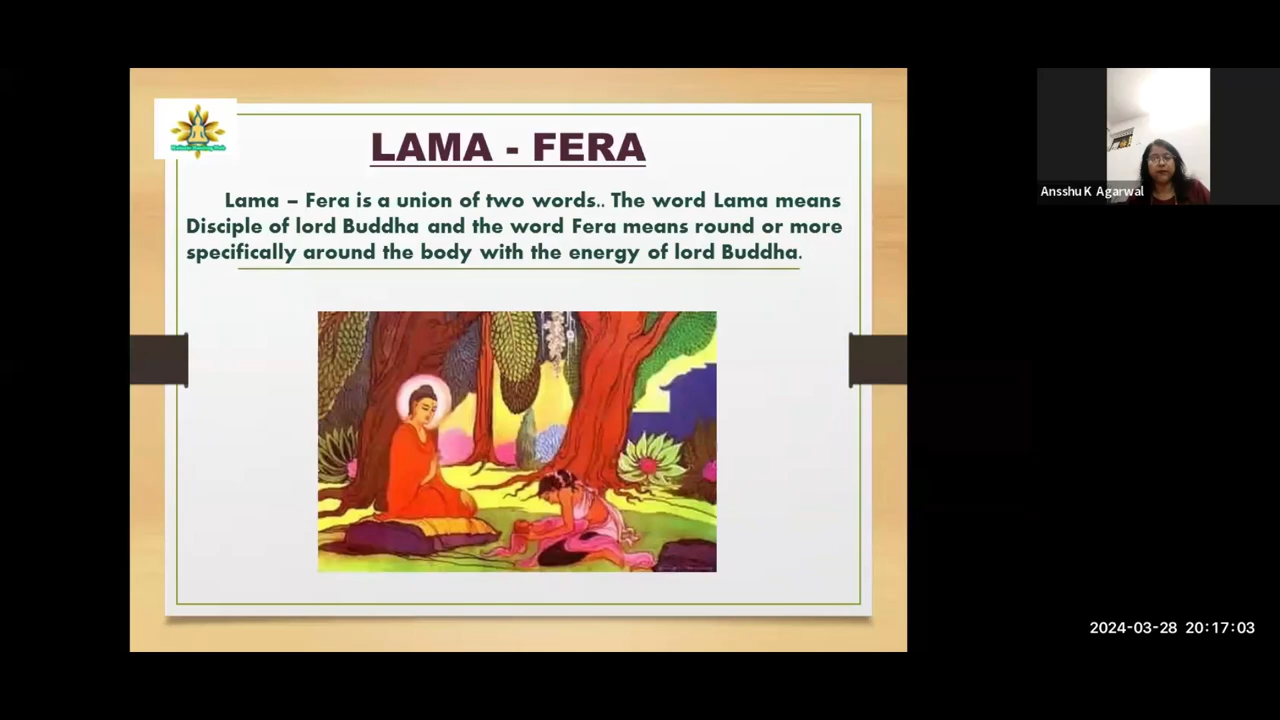 LAMA - FERA
Lama – Fera is a union of two words.. The word Lama means
Disciple of lord Buddha and the word Fera means round or more
specifically around the body with the energy of lord Buddha.
Ansshu K Agarwal
2024-03-28 20:17:03